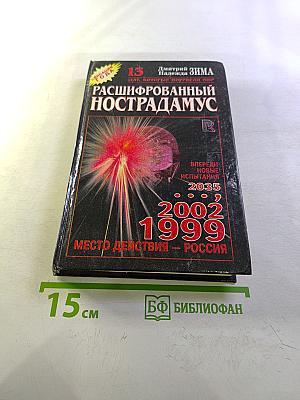 13
Дмитрий
Надежда ЗИМА
РАСШИФРОВАННЫЙ
НОСТРАДАМУС
ВПЕРЕДИ
НОВЫЕ
ИСПЫТАНИЯ
2035
...,
2002
1999
МЕСТО ДЕЙСТВИЯ — РОССИЯ
15 см
БФ БИБЛИОФАН